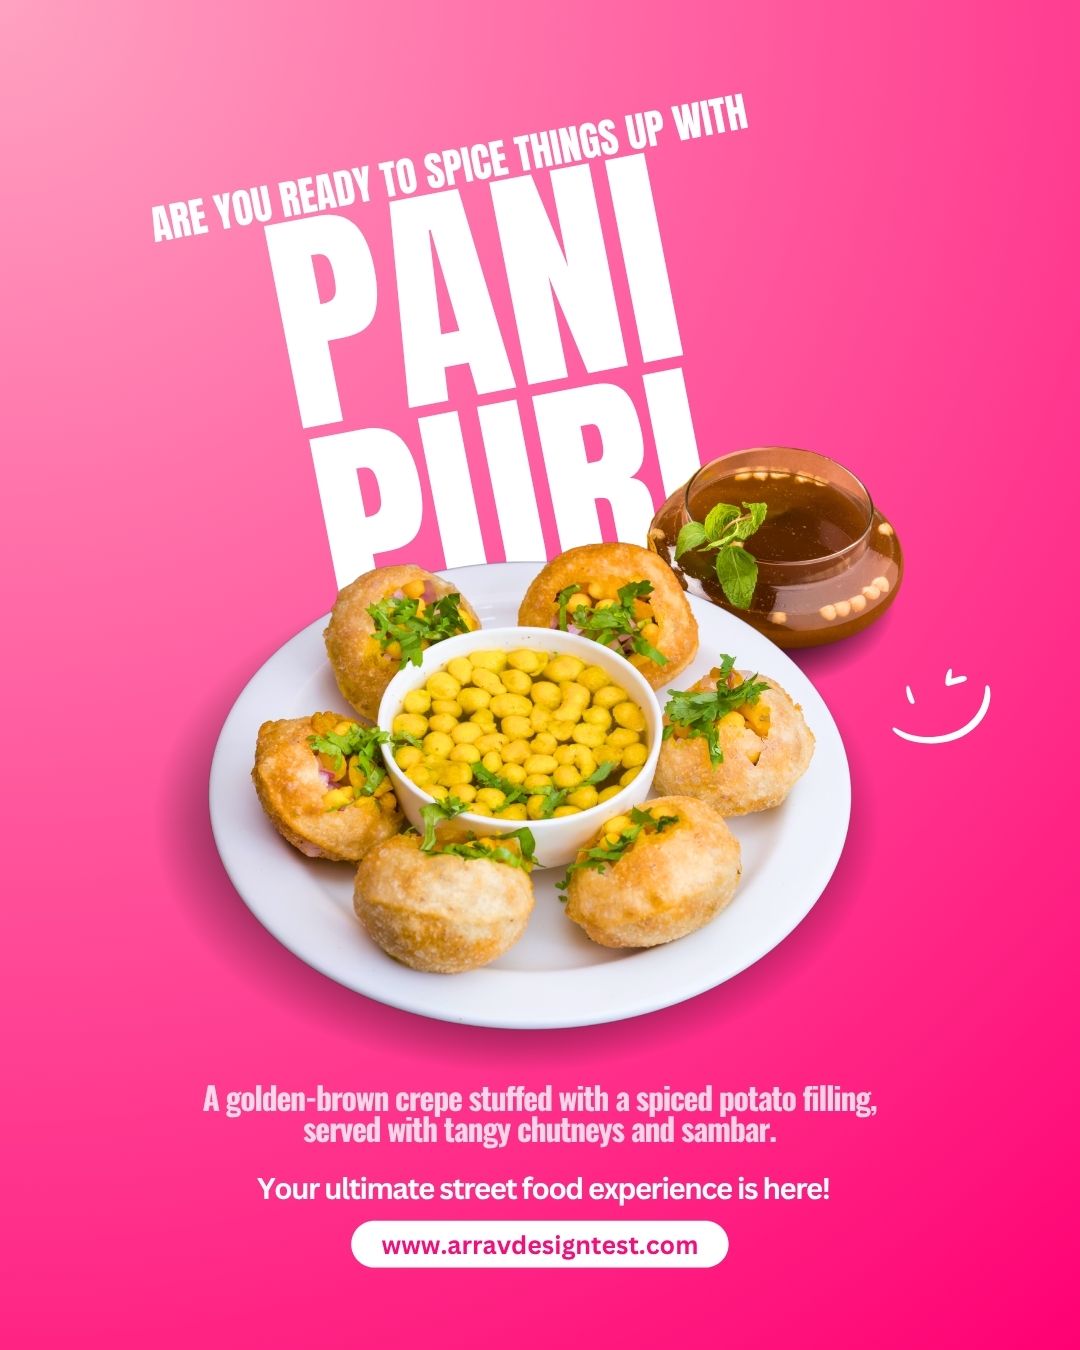 ARE YOU READY TO SPICE THINGS UP WITH
PANI
PURI
A golden-brown crepe stuffed with a spiced potato filling,
served with tangy chutneys and sambar.
Your ultimate street food experience is here!
www.arravdesigntest.com